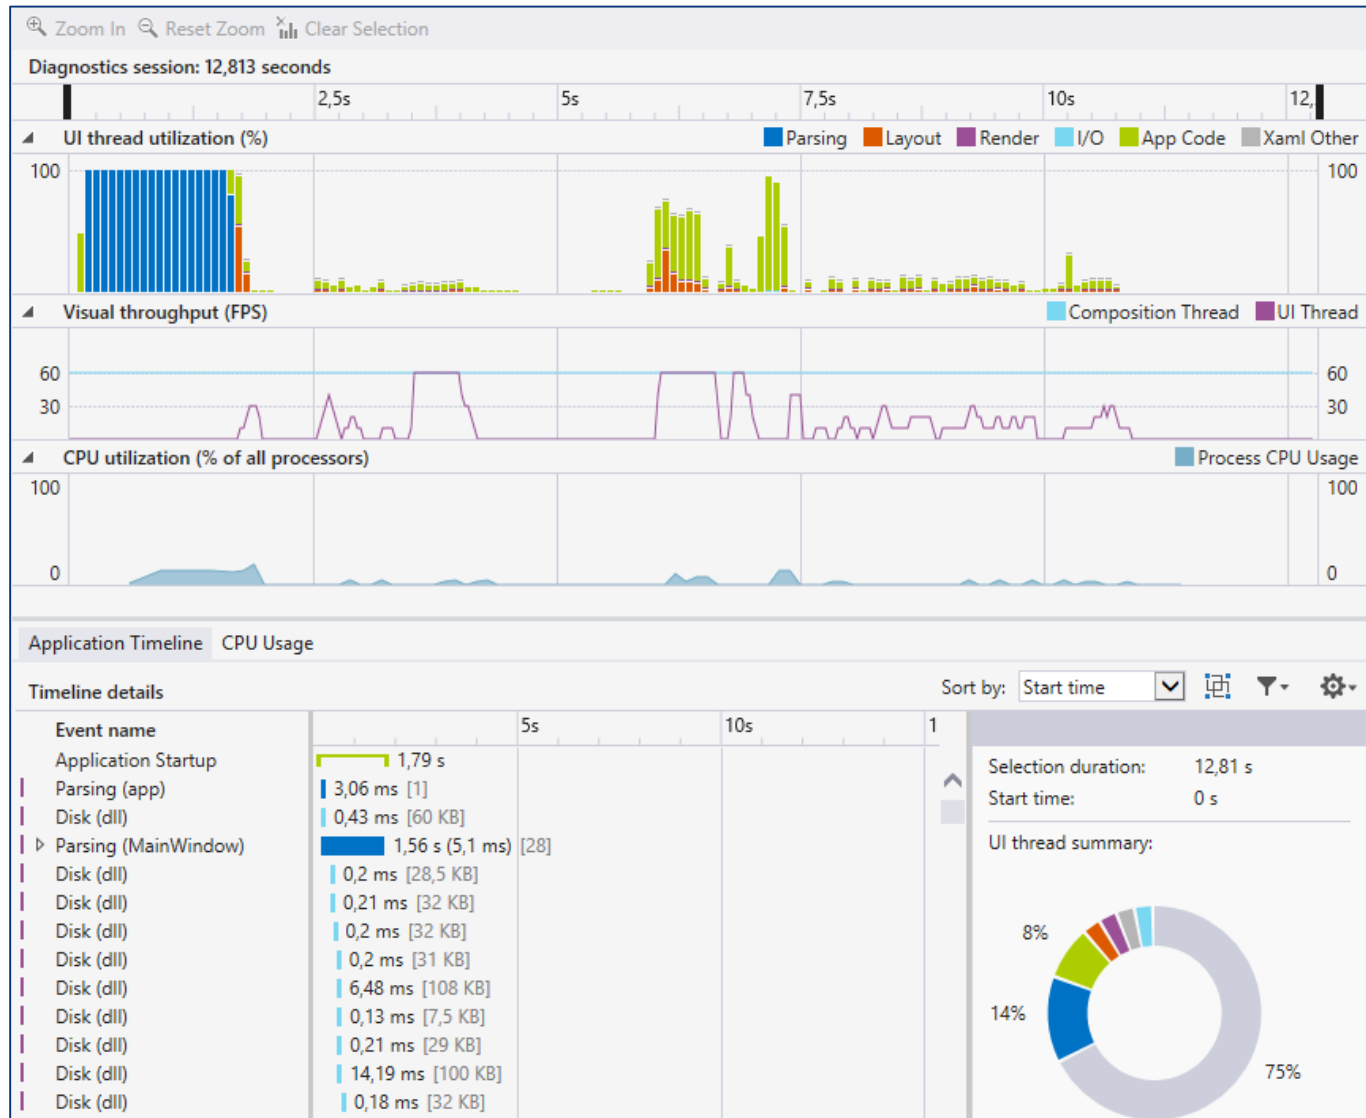 Zoom In Reset Zoom Clear Selection
Diagnostics session: 12,813 seconds
2,5s 5s 7,5s 10s 12,
UI thread utilization (%) Parsing Layout Render I/O App Code Xaml Other
100 100
Visual throughput (FPS) Composition Thread UI Thread
60 60
30 30
CPU utilization (% of all processors) Process CPU Usage
100 100
0 0
Application Timeline CPU Usage
Timeline details Sort by: Start time
Event name 5s 10s 1
Application Startup 1,79 s
Parsing (app) 3,06 ms [1]
Disk (dll) 0,43 ms [60 KB]
Parsing (MainWindow) 1,56 s (5,1 ms) [28]
Disk (dll) 0,2 ms [28,5 KB]
Disk (dll) 0,21 ms [32 KB]
Disk (dll) 0,2 ms [32 KB]
Disk (dll) 0,2 ms [31 KB]
Disk (dll) 6,48 ms [108 KB]
Disk (dll) 0,13 ms [7,5 KB]
Disk (dll) 0,21 ms [29 KB]
Disk (dll) 14,19 ms [100 KB]
Disk (dll) 0,18 ms [32 KB]
Selection duration: 12,81 s
Start time: 0 s
UI thread summary:
8%
14%
75%